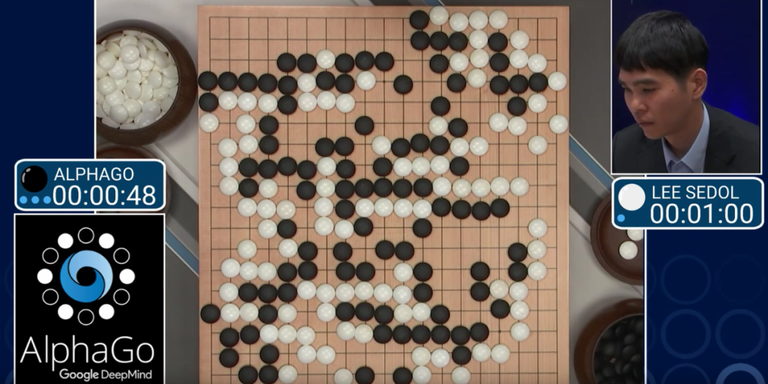 ALPHAGO
00:00:48
LEE SEDOL
00:01:00
AlphaGo
Google DeepMind